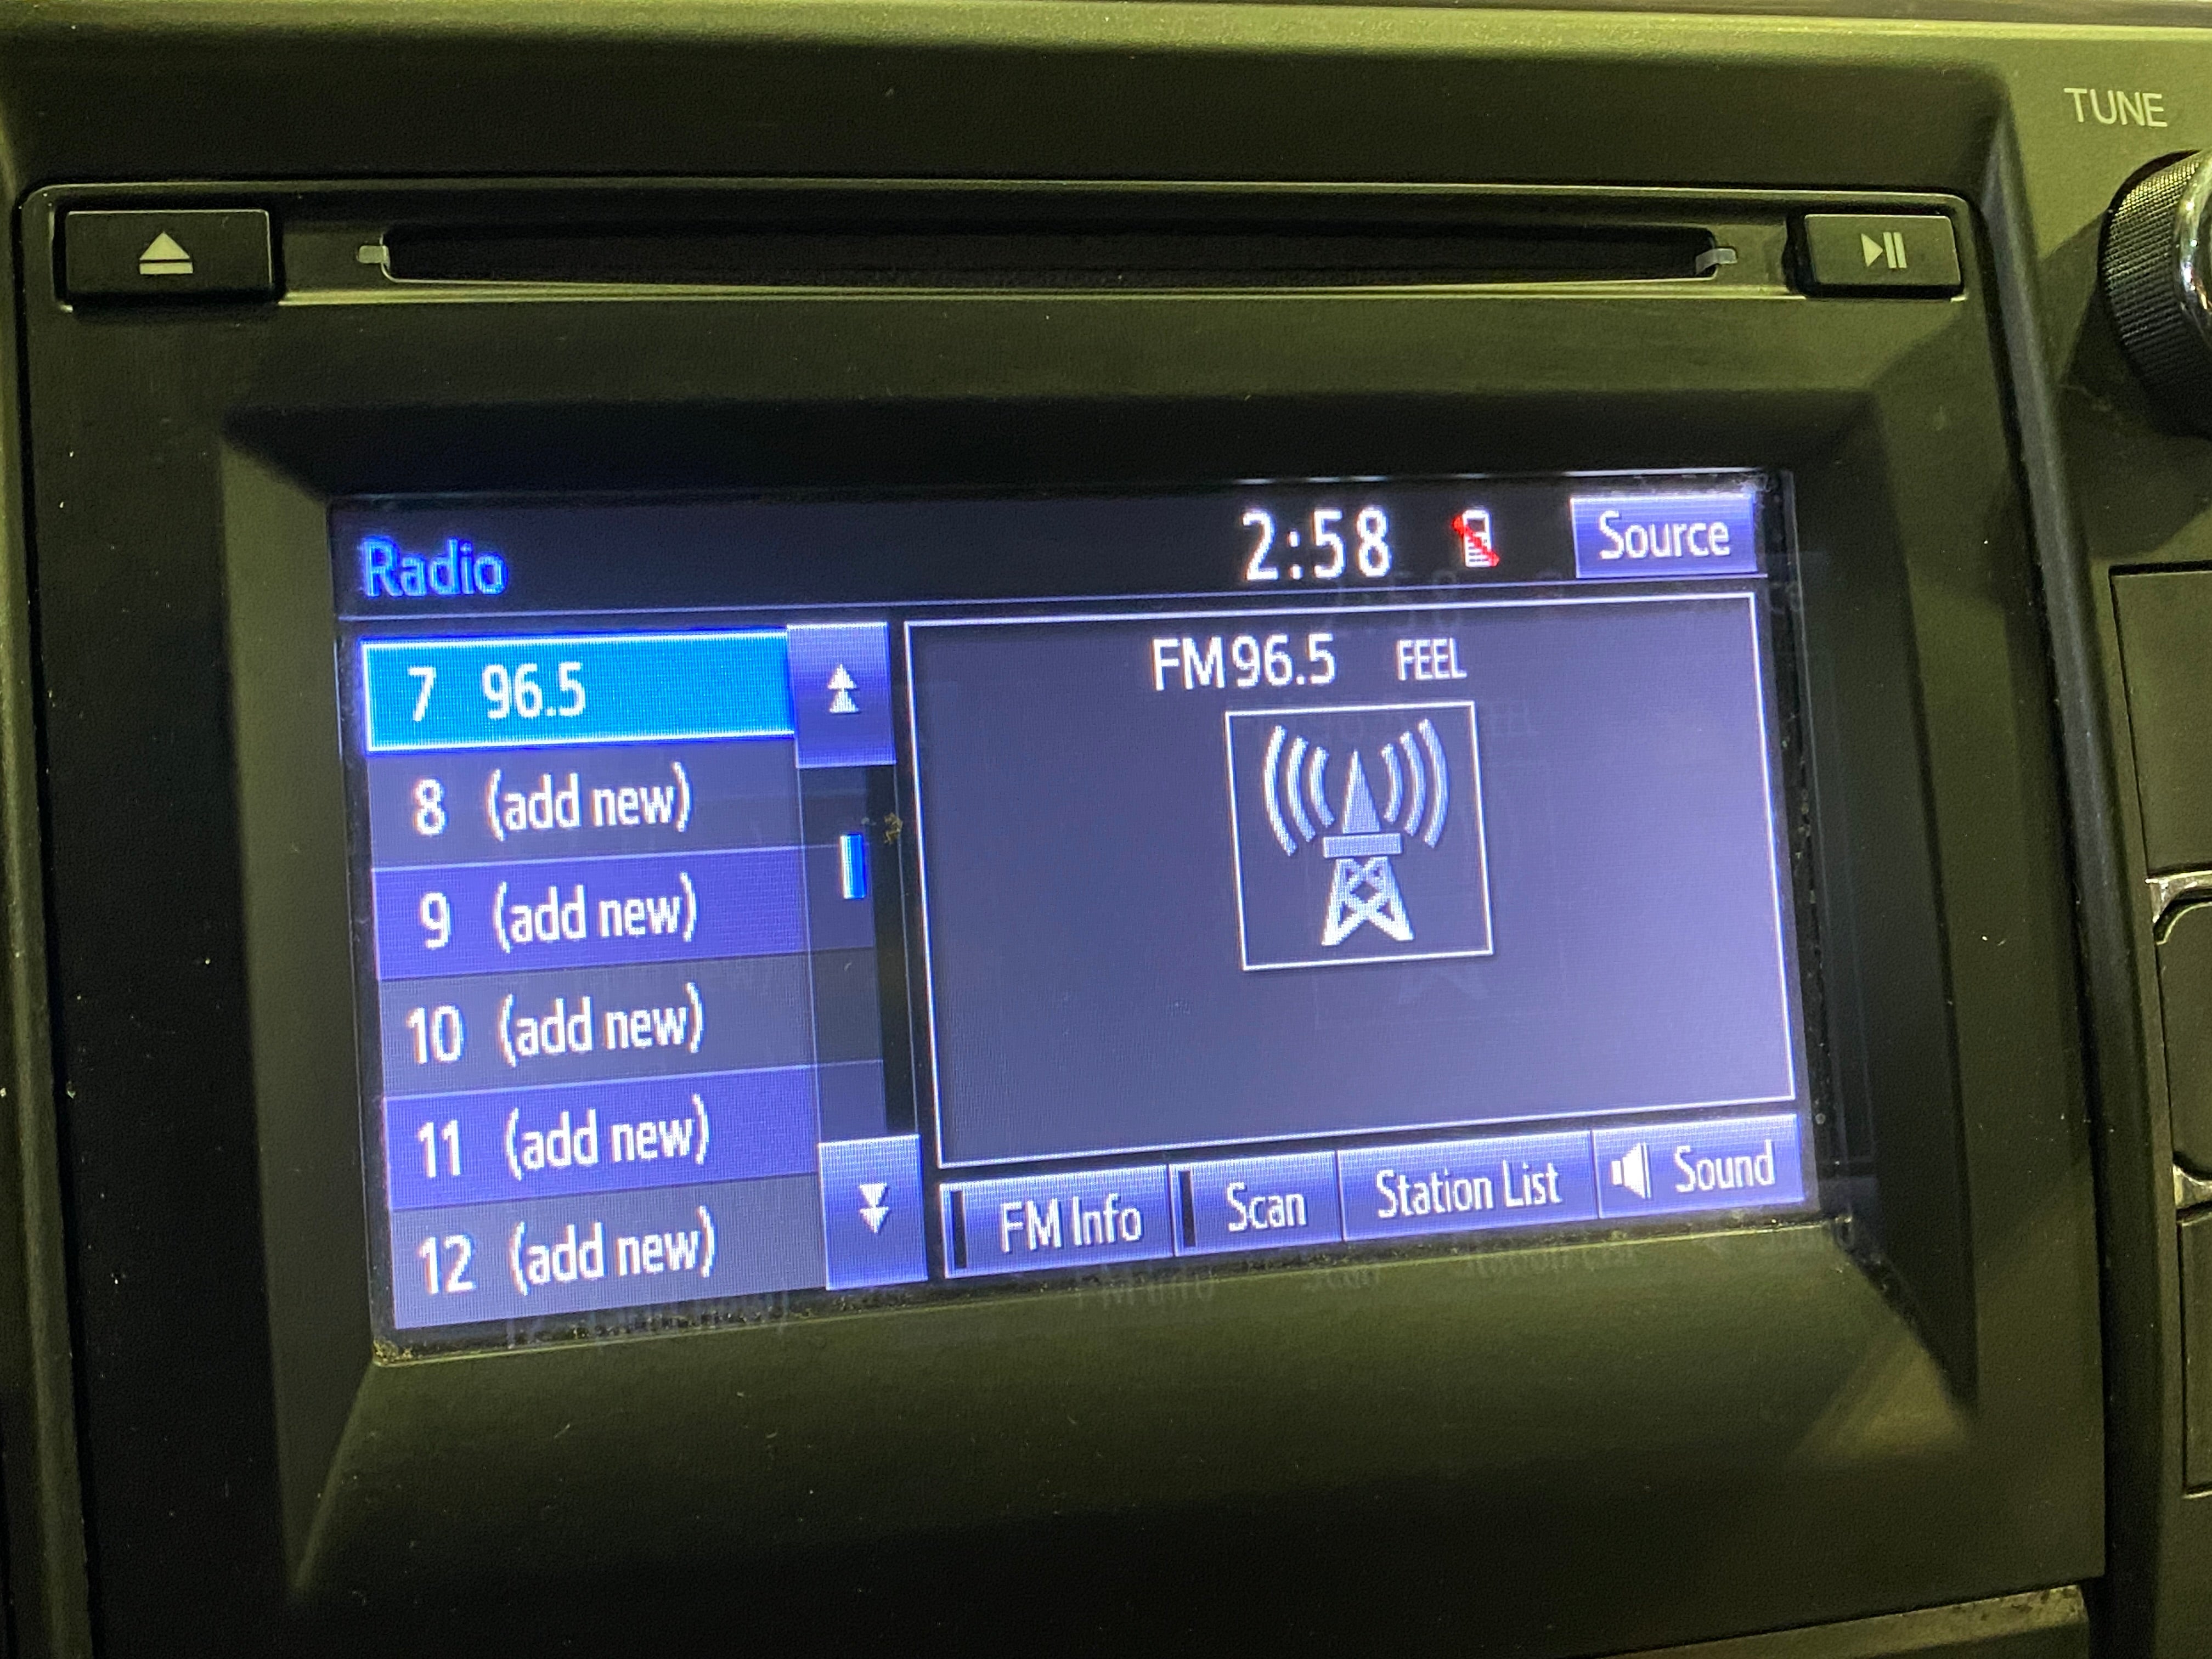 TUNE
Radio
2:58
Source
7 96.5
8 (add new)
9 (add new)
10 (add new)
11 (add new)
12 (add new)
FM 96.5 FEEL
FM Info
Scan
Station List
Sound